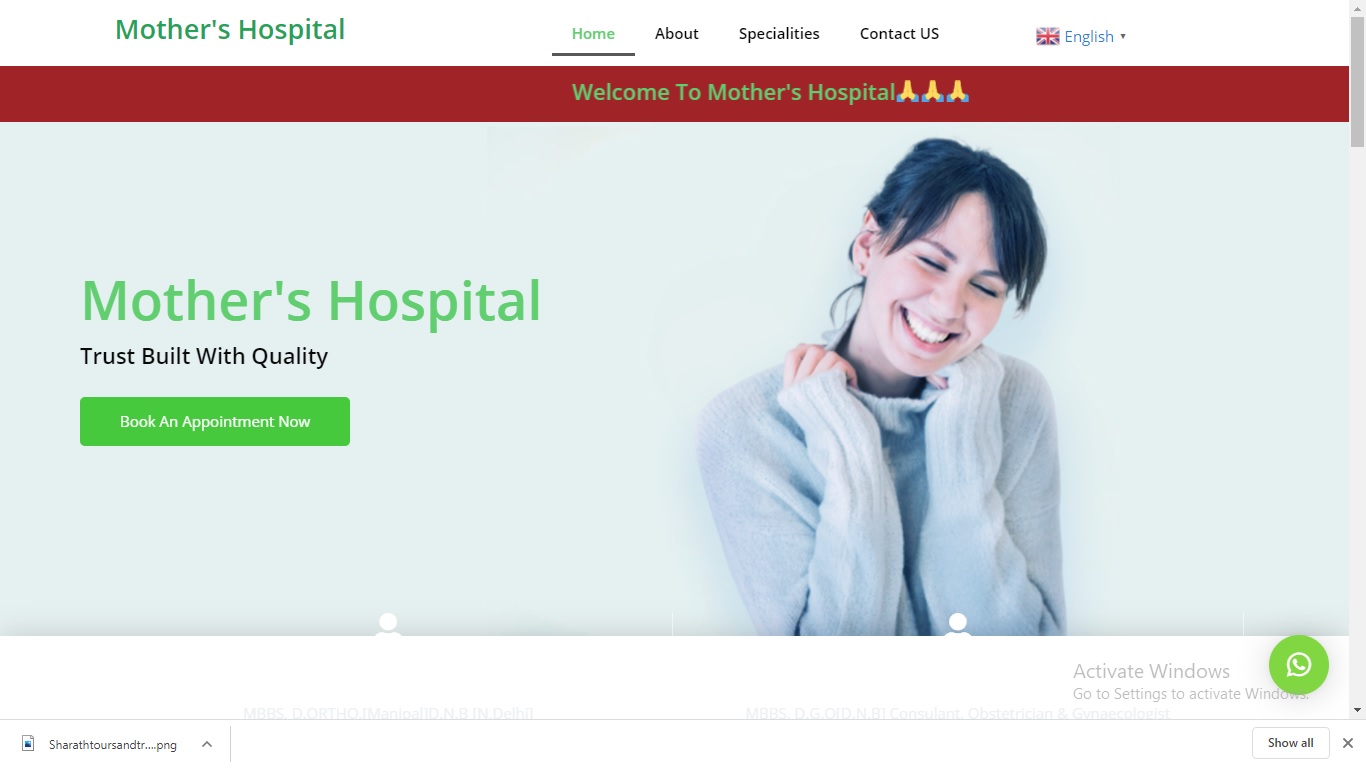 Mother's Hospital
Home About Specialities Contact US
English ▾
Welcome To Mother's Hospital🙏🙏🙏
Mother's Hospital
Trust Built With Quality
Book An Appointment Now
Activate Windows
Go to Settings to activate Windows.
MBBS, D.ORTHO,[Manipal]D.N.B [N.Delhi]
MBBS, D.G.O[D.N.B] Consulant, Obstetrician & Gynaecologist
Sharathtoursandtr....png
Show all